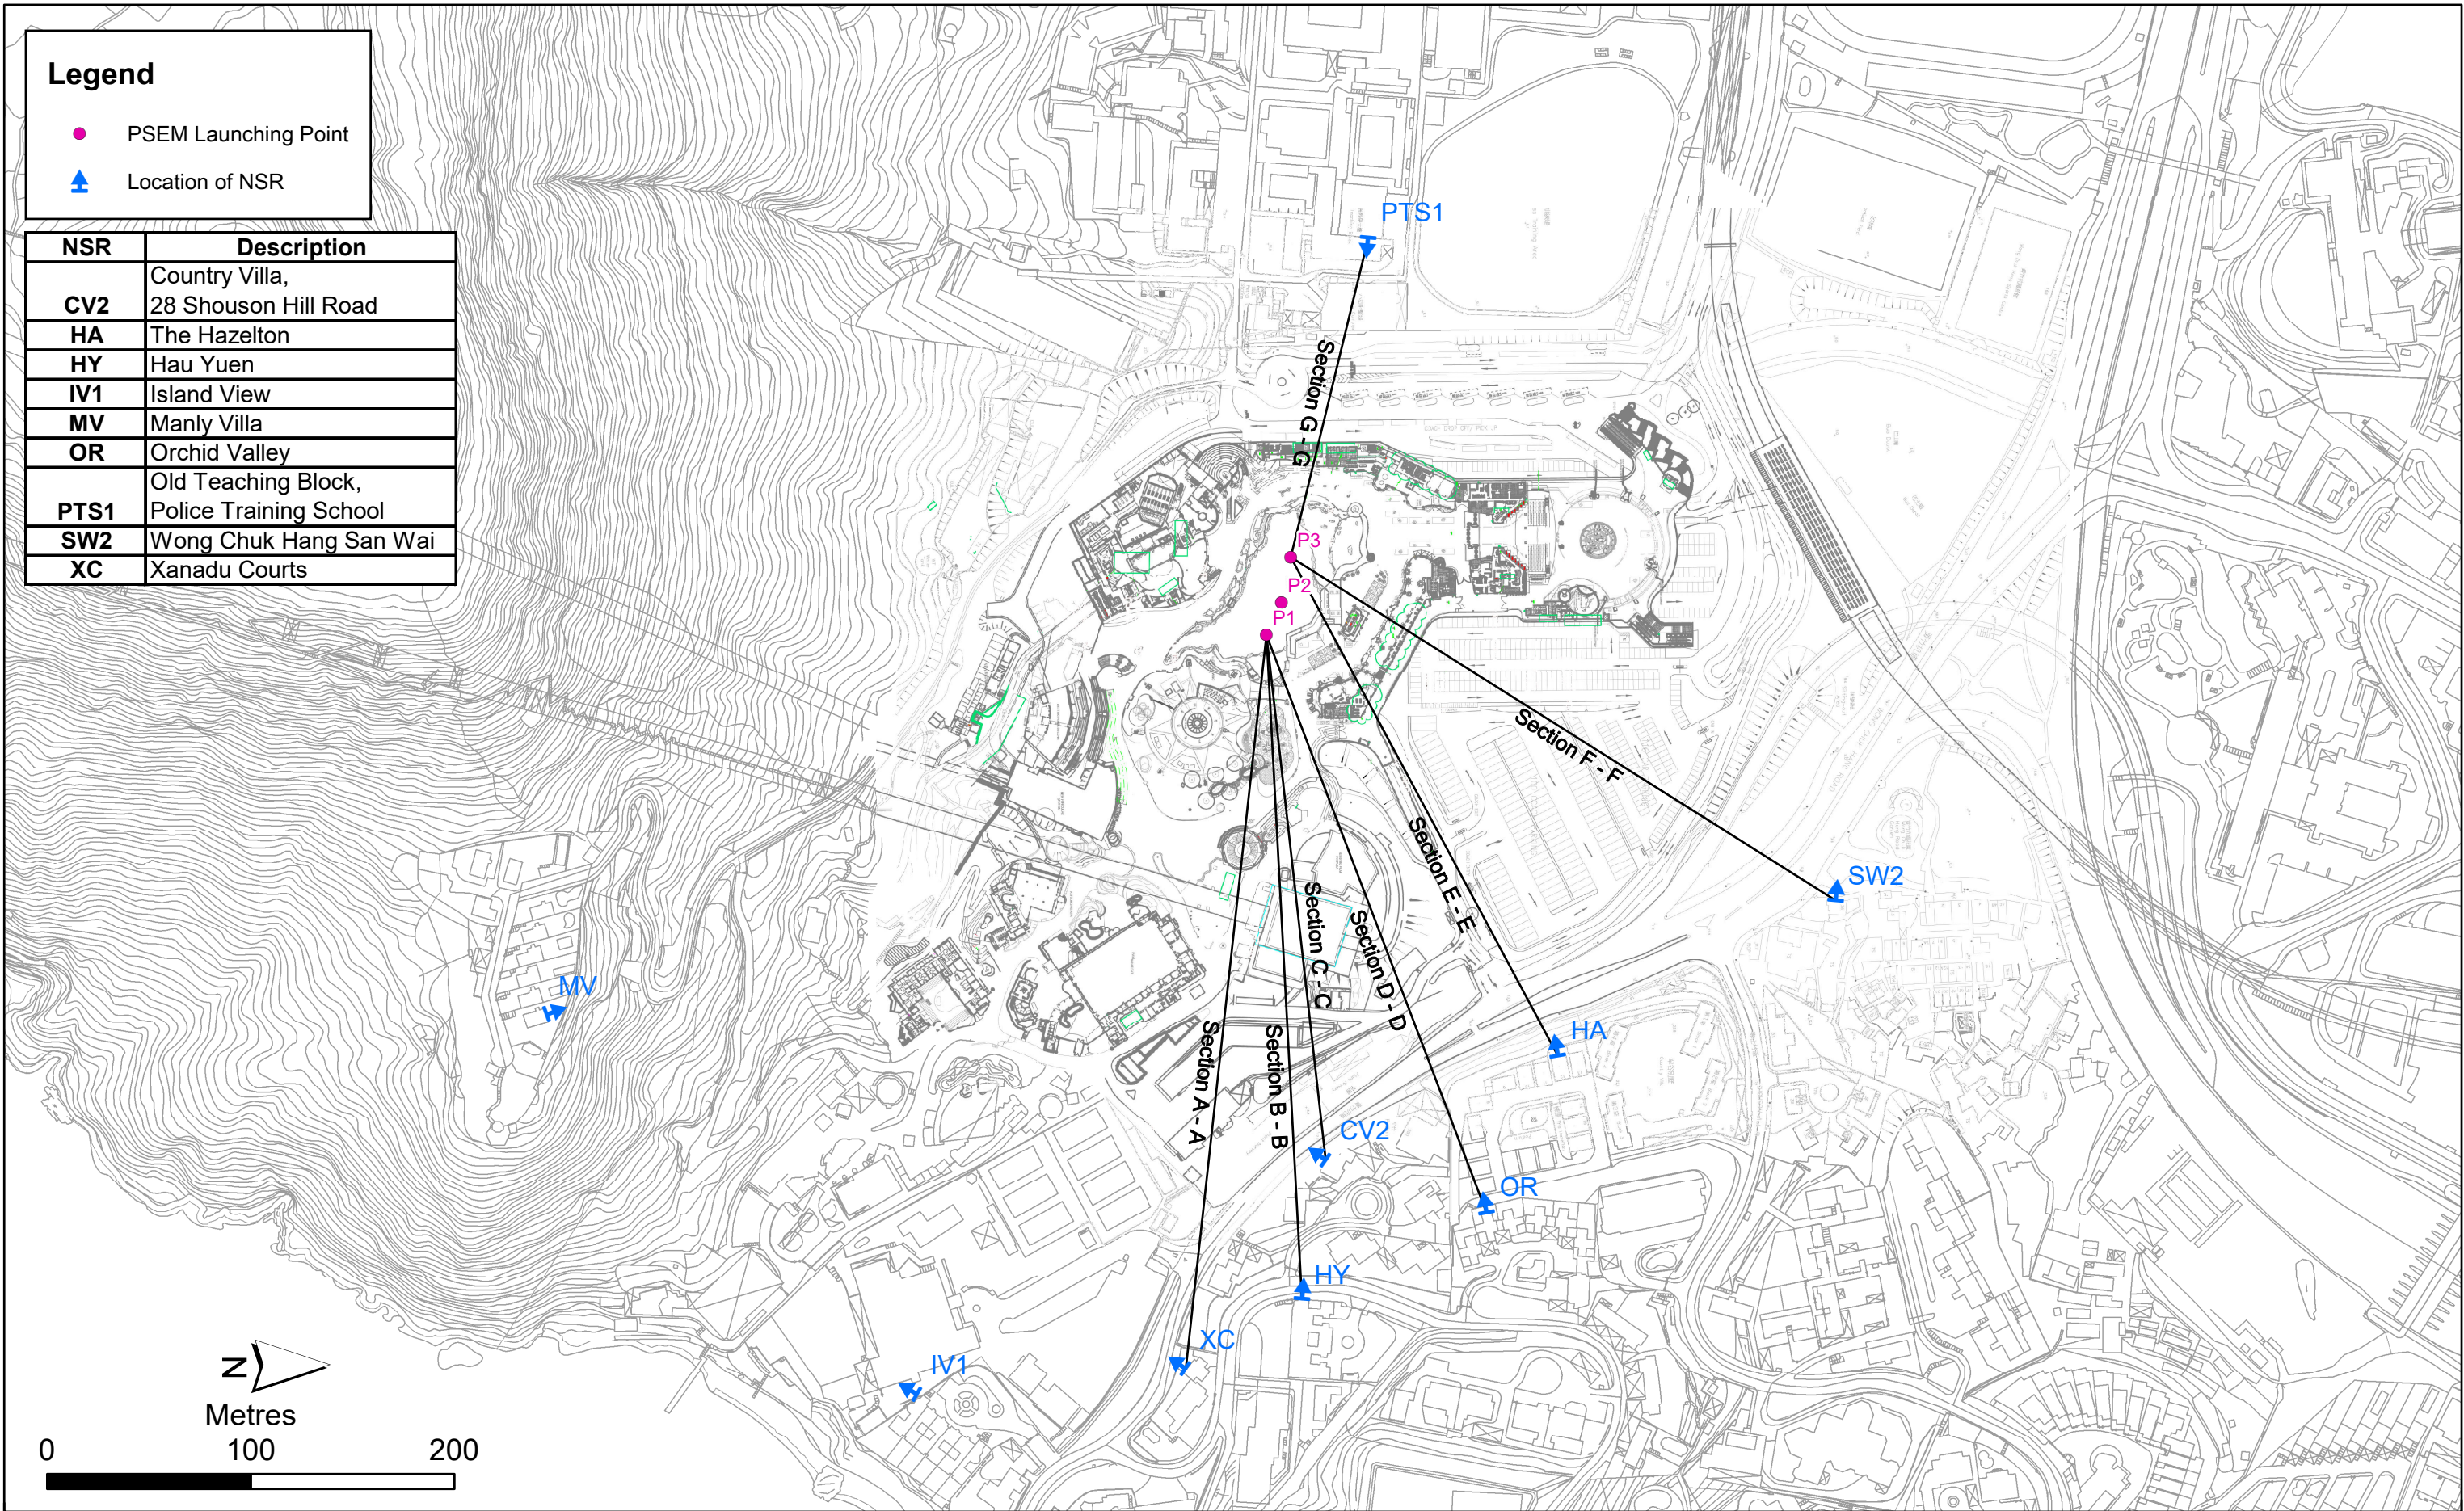 Legend
PSEM Launching Point
Location of NSR
NSR Description
CV2 Country Villa,
28 Shouson Hill Road
HA The Hazelton
HY Hau Yuen
IV1 Island View
MV Manly Villa
OR Orchid Valley
PTS1 Old Teaching Block,
Police Training School
SW2 Wong Chuk Hang San Wai
XC Xanadu Courts
PTS1
Section G - G
P3
P2
P1
Section F - F
Section E - E
SW2
Section C - C
Section D - D
MV
Section A - A
Section B - B
HA
CV2
OR
HY
XC
IV1
N
Metres
0 100 200